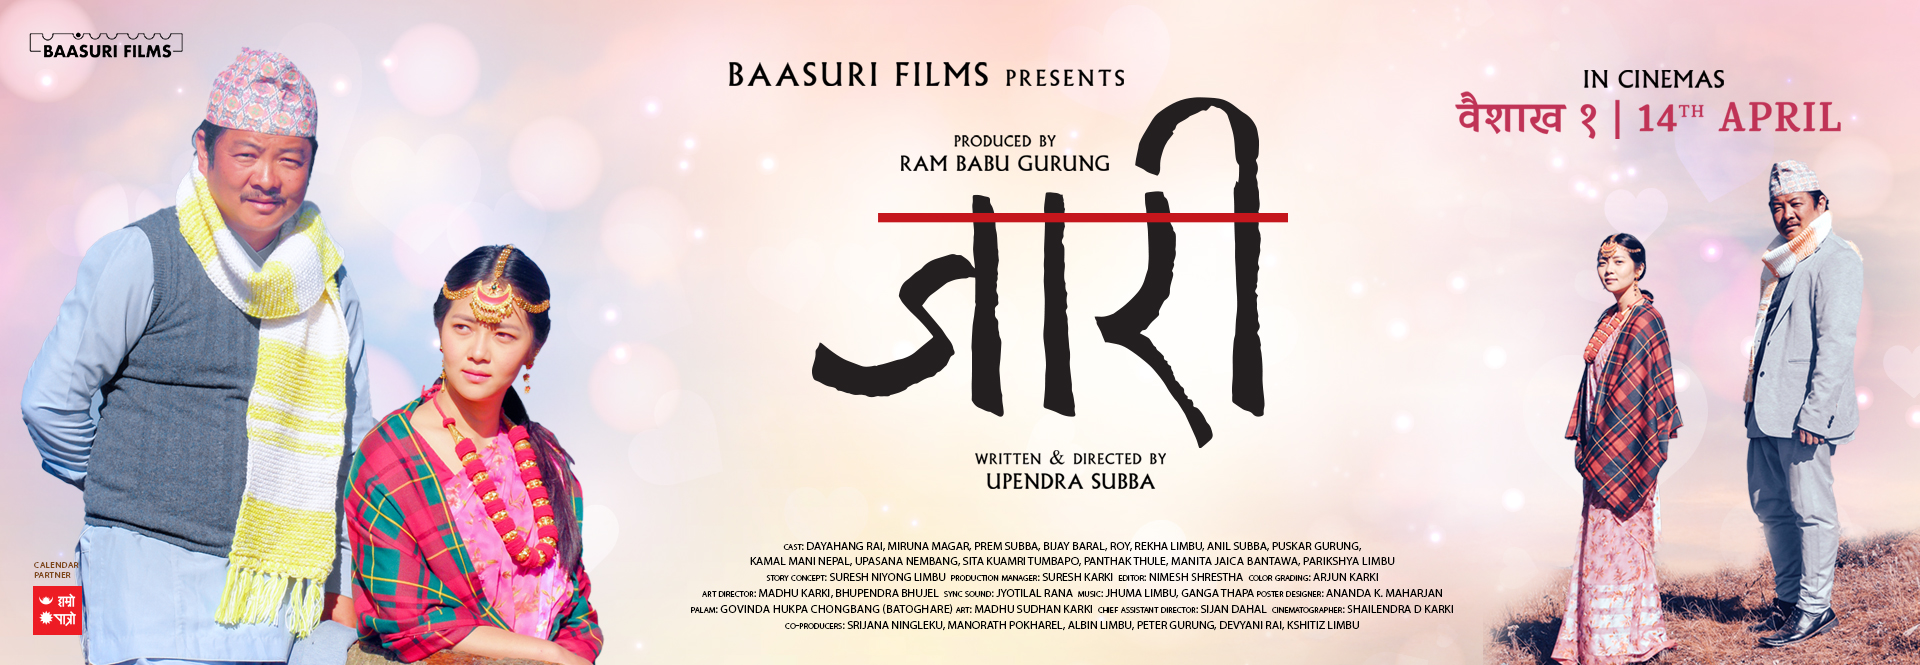 BAASURI FILMS
BAASURI FILMS PRESENTS
PRODUCED BY
RAM BABU GURUNG
जारी
WRITTEN & DIRECTED BY
UPENDRA SUBBA
CAST: DAYAHANG RAI, MIRUNA MAGAR, PREM SUBBA, BIJAY BARAL, ROY, REKHA LIMBU, ANIL SUBBA, PUSKAR GURUNG,
KAMAL MANI NEPAL, UPASANA NEMBANG, SITA KUAMRI TUMBAPO, PANTHAK THULE, MANITA JAICA BANTAWA, PARIKSHYA LIMBU
STORY CONCEPT: SURESH NIYONG LIMBU PRODUCTION MANAGER: SURESH KARKI EDITOR: NIMESH SHRESTHA COLOR GRADING: ARJUN KARKI
ART DIRECTOR: MADHU KARKI, BHUPENDRA BHUJEL SYNC SOUND: JYOTILAL RANA MUSIC: JHUMA LIMBU, GANGA THAPA POSTER DESIGNER: ANANDA K. MAHARJAN
PALAM: GOVINDA HUKPA CHONGBANG (BATOGHARE) ART: MADHU SUDHAN KARKI CHIEF ASSISTANT DIRECTOR: SIJAN DAHAL CINEMATOGRAPHER: SHAILENDRA D KARKI
CO-PRODUCERS: SRIJANA NINGLEKU, MANORATH POKHAREL, ALBIN LIMBU, PETER GURUNG, DEVYANI RAI, KSHITIZ LIMBU
IN CINEMAS
वैशाख १ | 14TH APRIL
CALENDAR
PARTNER
हाम्रो
पात्रो